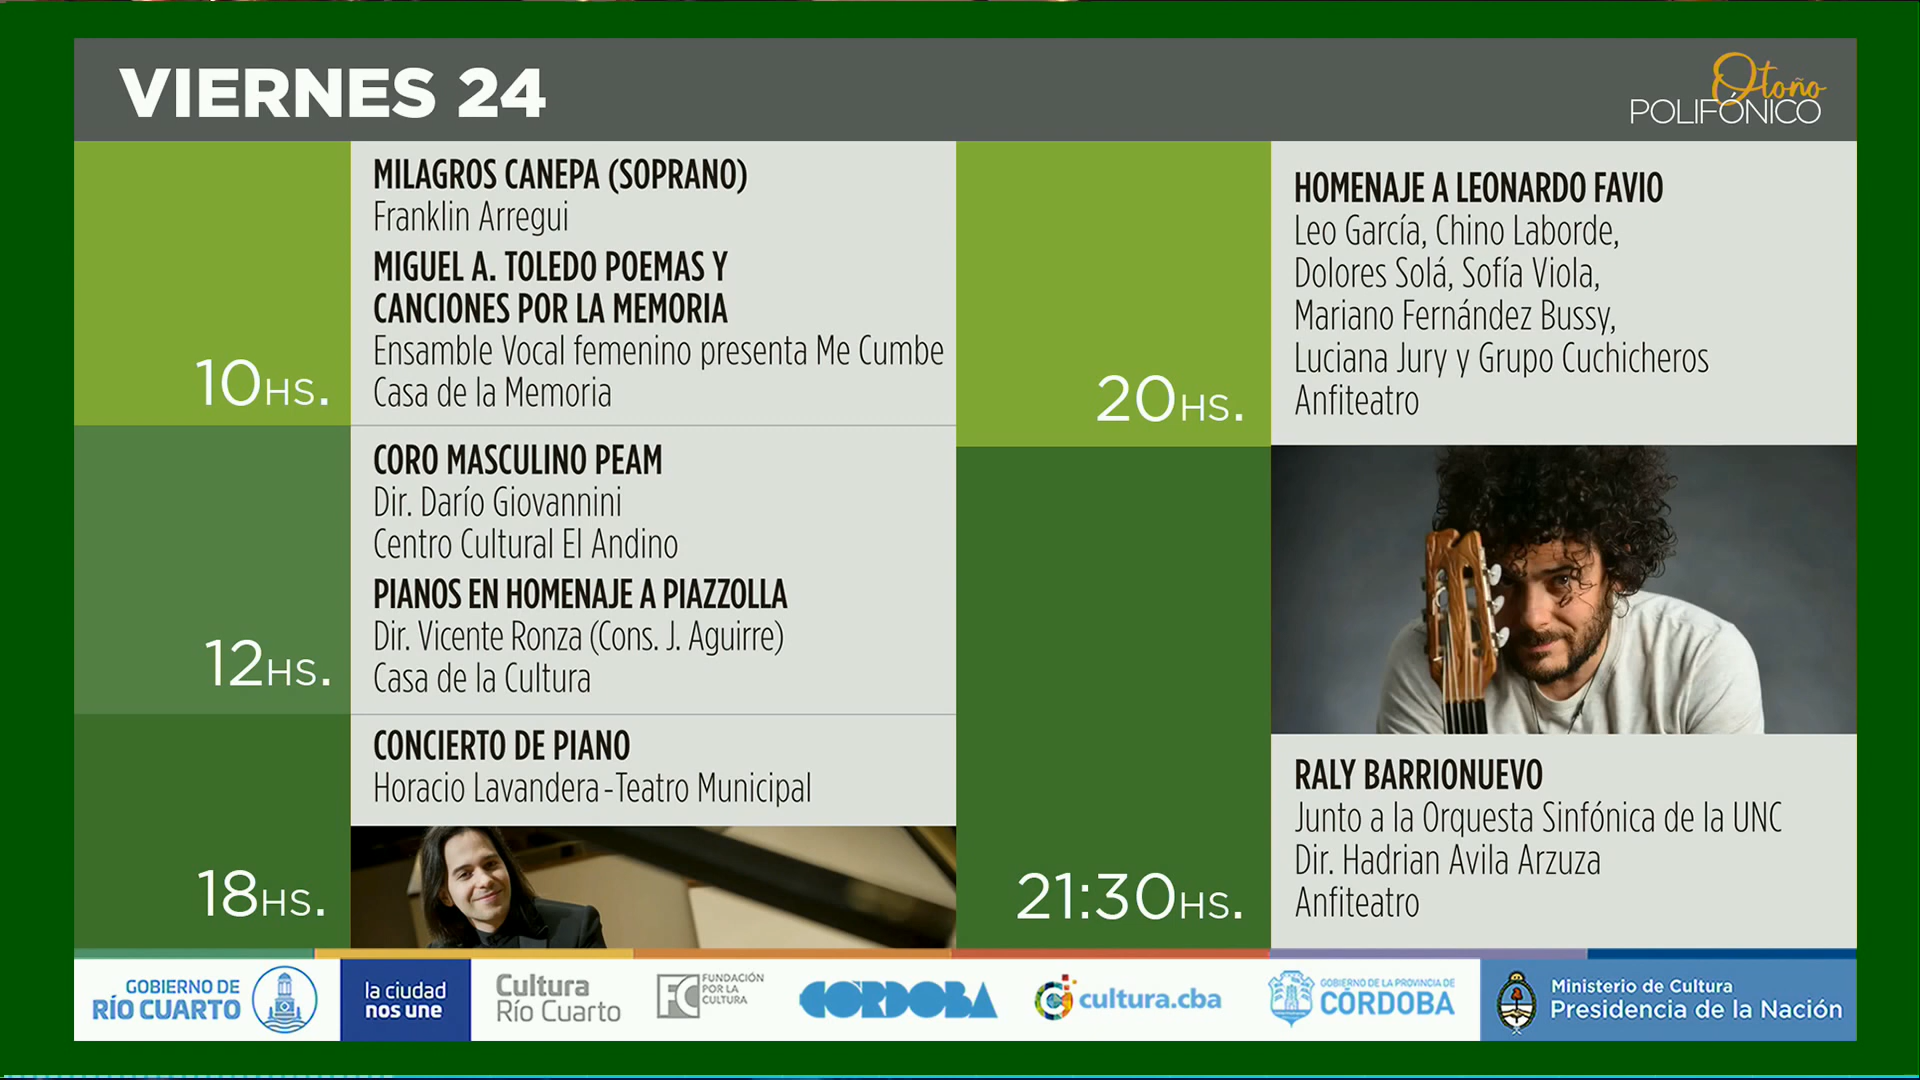 VIERNES 24
Otoño
POLIFÓNICO
10HS.
MILAGROS CANEPA (SOPRANO)
Franklin Arregui
MIGUEL A. TOLEDO POEMAS Y
CANCIONES POR LA MEMORIA
Ensamble Vocal femenino presenta Me Cumbe
Casa de la Memoria
12HS.
CORO MASCULINO PEAM
Dir. Darío Giovannini
Centro Cultural El Andino
PIANOS EN HOMENAJE A PIAZZOLLA
Dir. Vicente Ronza (Cons. J. Aguirre)
Casa de la Cultura
18HS.
CONCIERTO DE PIANO
Horacio Lavandera-Teatro Municipal
20HS.
HOMENAJE A LEONARDO FAVIO
Leo García, Chino Laborde,
Dolores Solá, Sofía Viola,
Mariano Fernández Bussy,
Luciana Jury y Grupo Cuchicheros
Anfiteatro
21:30HS.
RALY BARRIONUEVO
Junto a la Orquesta Sinfónica de la UNC
Dir. Hadrian Avila Arzuza
Anfiteatro
GOBIERNO DE
RÍO CUARTO
la ciudad
nos une
Cultura
Río Cuarto
FC
FUNDACIÓN
POR LA
CULTURA
CORDOBA
cultura.cba
GOBIERNO DE LA PROVINCIA DE
CÓRDOBA
Ministerio de Cultura
Presidencia de la Nación